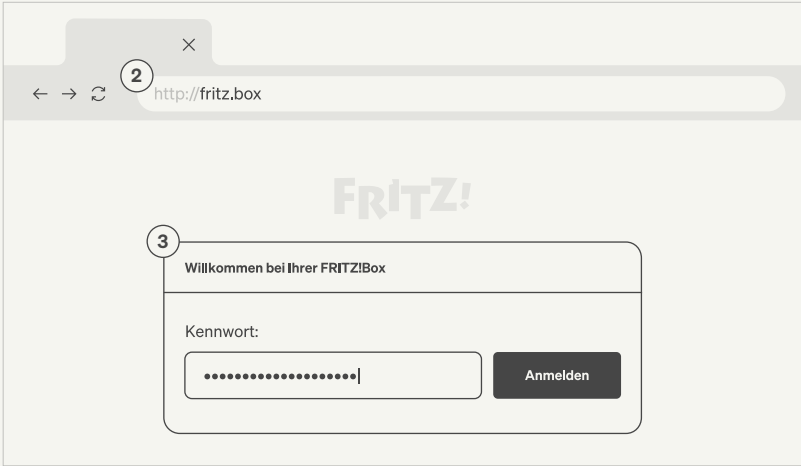 2
http://fritz.box
FRITZ!
3
Willkommen bei Ihrer FRITZ!Box
Kennwort:
••••••••••••••••••••
Anmelden